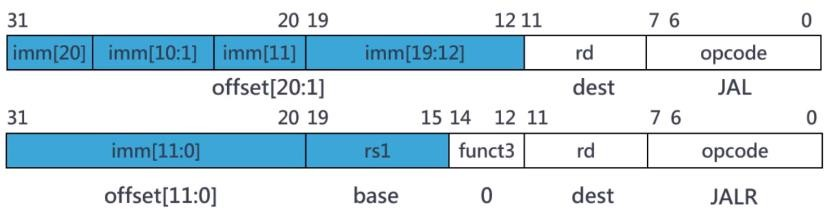 31 20 19 12 11 7 6 0
imm[20] imm[10:1] imm[11] imm[19:12] rd opcode
offset[20:1] dest JAL
31 20 19 15 14 12 11 7 6 0
imm[11:0] rs1 funct3 rd opcode
offset[11:0] base 0 dest JALR